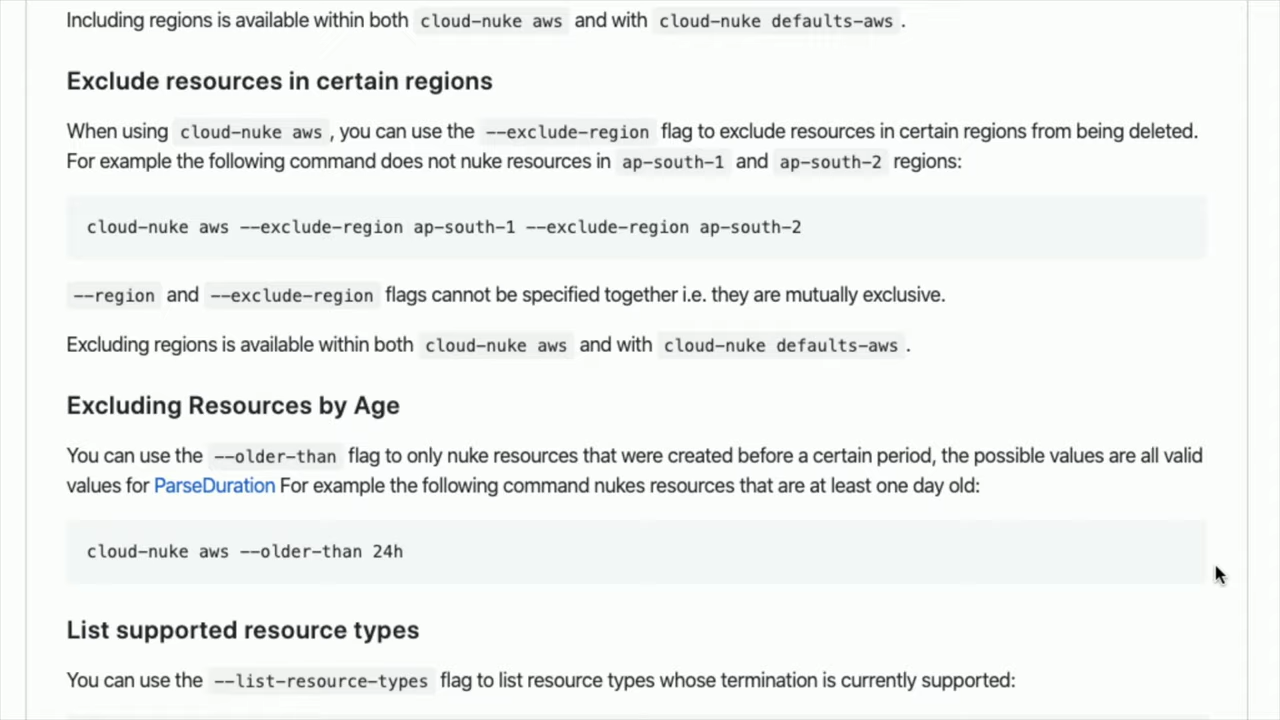 Including regions is available within both cloud-nuke aws and with cloud-nuke defaults-aws .
Exclude resources in certain regions
When using cloud-nuke aws , you can use the --exclude-region flag to exclude resources in certain regions from being deleted.
For example the following command does not nuke resources in ap-south-1 and ap-south-2 regions:
cloud-nuke aws --exclude-region ap-south-1 --exclude-region ap-south-2
--region and --exclude-region flags cannot be specified together i.e. they are mutually exclusive.
Excluding regions is available within both cloud-nuke aws and with cloud-nuke defaults-aws .
Excluding Resources by Age
You can use the --older-than flag to only nuke resources that were created before a certain period, the possible values are all valid
values for ParseDuration For example the following command nukes resources that are at least one day old:
cloud-nuke aws --older-than 24h
List supported resource types
You can use the --list-resource-types flag to list resource types whose termination is currently supported: